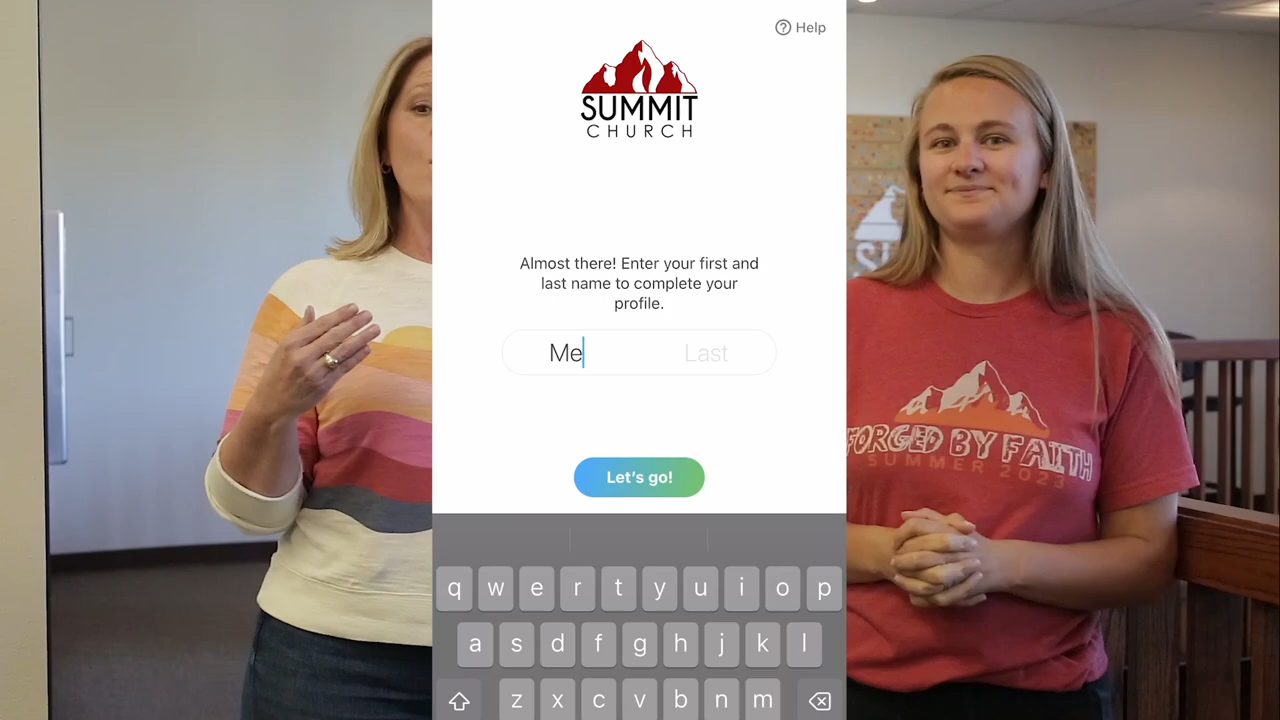 Help
SUMMIT
CHURCH
Almost there! Enter your first and
last name to complete your
profile.
Me Last
Let's go!
q w e r t y u i o p
a s d f g h j k l
z x c v b n m
FORGED BY FAITH
SUMMER 2023